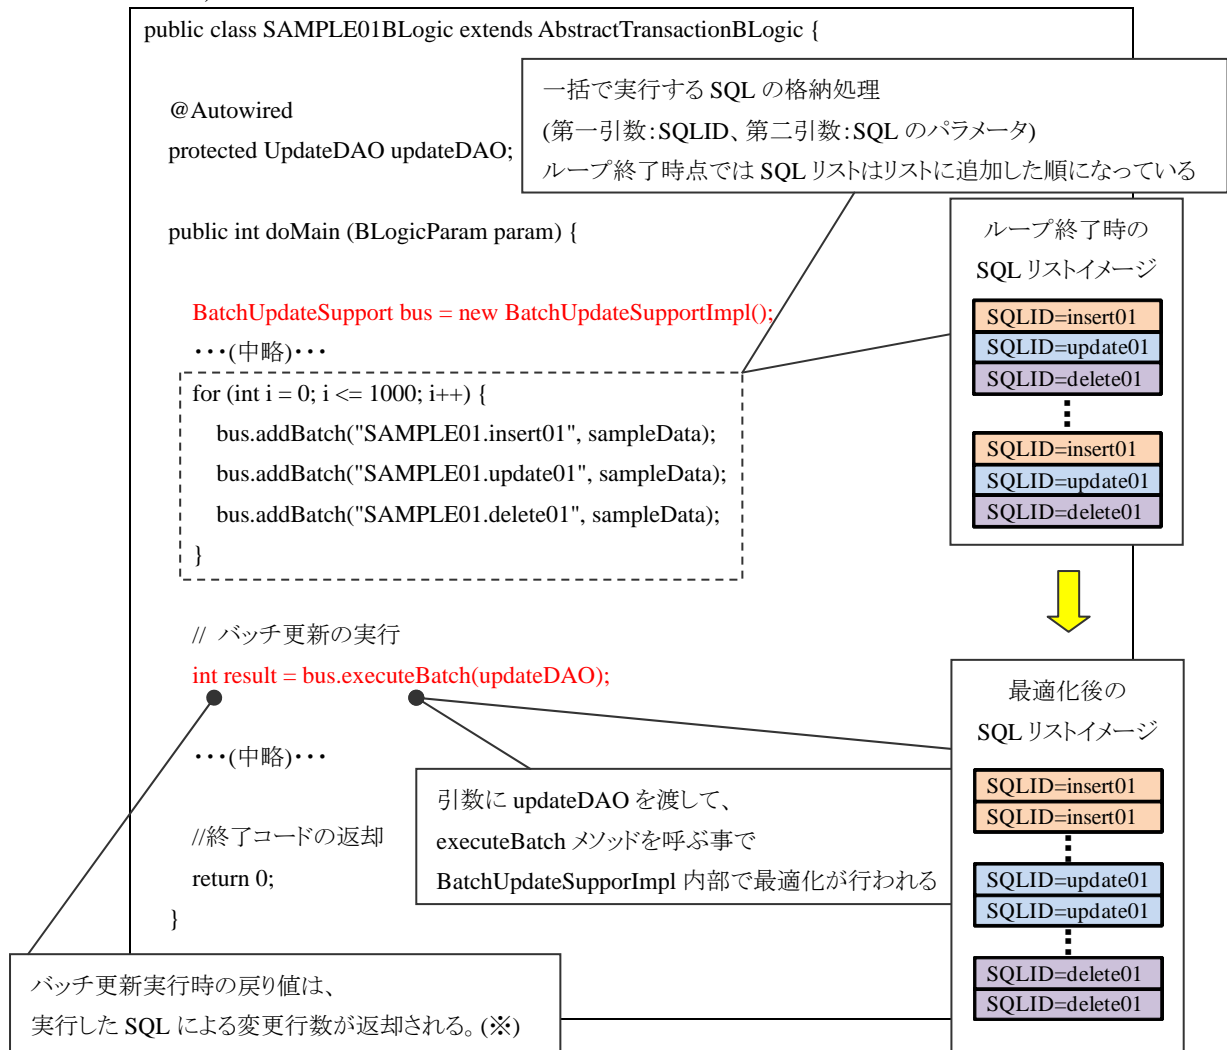 public class SAMPLE01BLogic extends AbstractTransactionBLogic {
一括で実行する SQL の格納処理
(第一引数：SQLID、第二引数：SQL のパラメータ)
ループ終了時点では SQL リストはリストに追加した順になっている
@Autowired
protected UpdateDAO updateDAO;
public int doMain (BLogicParam param) {
ループ終了時の
SQL リストイメージ
SQLID=insert01
SQLID=update01
SQLID=delete01
SQLID=insert01
SQLID=update01
SQLID=delete01
BatchUpdateSupport bus = new BatchUpdateSupportImpl();
・・・(中略)・・・
for (int i = 0; i <= 1000; i++) {
bus.addBatch("SAMPLE01.insert01", sampleData);
bus.addBatch("SAMPLE01.update01", sampleData);
bus.addBatch("SAMPLE01.delete01", sampleData);
}
// バッチ更新の実行
int result = bus.executeBatch(updateDAO);
最適化後の
SQL リストイメージ
SQLID=insert01
SQLID=insert01
SQLID=update01
SQLID=update01
SQLID=delete01
SQLID=delete01
・・・(中略)・・・
引数に updateDAO を渡して、
executeBatch メソッドを呼ぶ事で
BatchUpdateSupporImpl 内部で最適化が行われる
//終了コードの返却
return 0;
}
バッチ更新実行時の戻り値は、
実行した SQL による変更行数が返却される。(※)